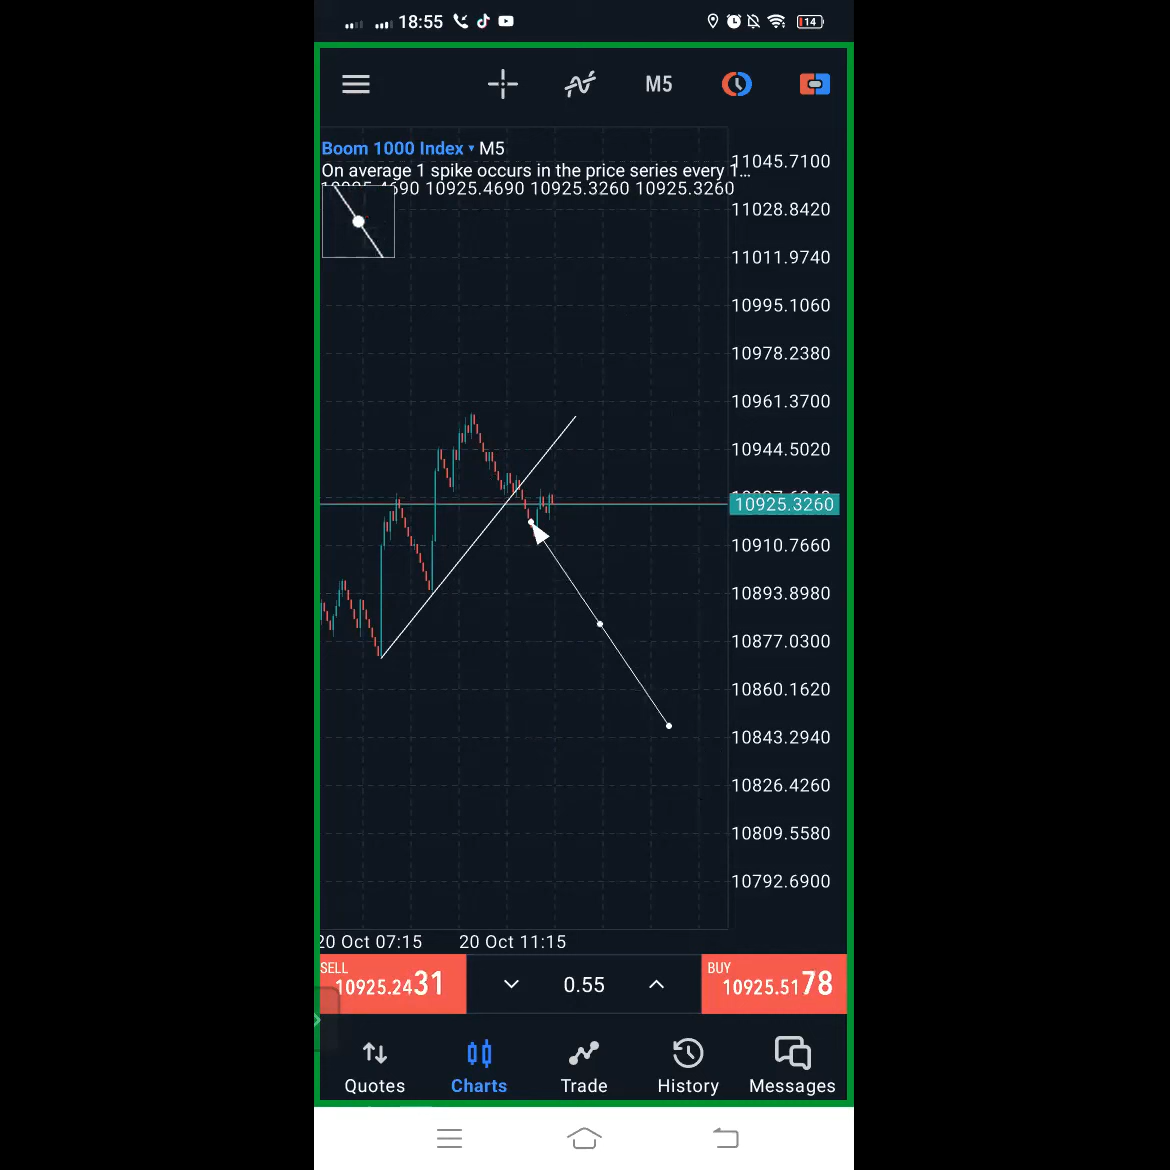 18:55
14
M5
Boom 1000 Index ▾ M5
On average 1 spike occurs in the price series every 1…
10925.4690 10925.3260 10925.3260
11045.7100
11028.8420
11011.9740
10995.1060
10978.2380
10961.3700
10944.5020
10925.3260
10910.7660
10893.8980
10877.0300
10860.1620
10843.2940
10826.4260
10809.5580
10792.6900
20 Oct 07:15 20 Oct 11:15
SELL
10925.2431
0.55
BUY
10925.5178
Quotes
Charts
Trade
History
Messages